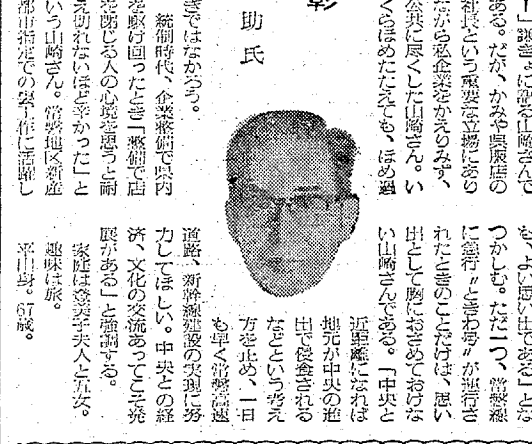 彰
助氏
！」謙きょに語る山崎さんで
ある。だが、かみや呉服店の
社長という重要な立場にあり
ながら私企業をかえりみず、
公共に尽くした山崎さん。い
くらほめたたえても、ほめ過
ぎではなかろう。
統制時代、企業整備で県内
を駆け回ったとき「整備で店
を閉じる人の心境を思うと耐
え切れないほど辛かった」と
いう山崎さん。常磐地区新産
都市指定での裏工作に活躍し
も、よい思い出である」とな
つかしむ。ただ一つ、常磐線
に急行〃ときわ号〃が運行さ
れたときのことだけは、思い
出として胸におさめておけな
い山崎さんである。「中央と
近距離になれば
地元が中央の進
出で侵食される
などという考え
方を止め、一日
も早く常磐高速
道路、新幹線建設の実現に努
力してほしい。中央との経
済、文化の交流あってこそ発
展がある」と強調する。
家庭は登美子夫人と五女。
趣味は旅。
平出身。67歳。